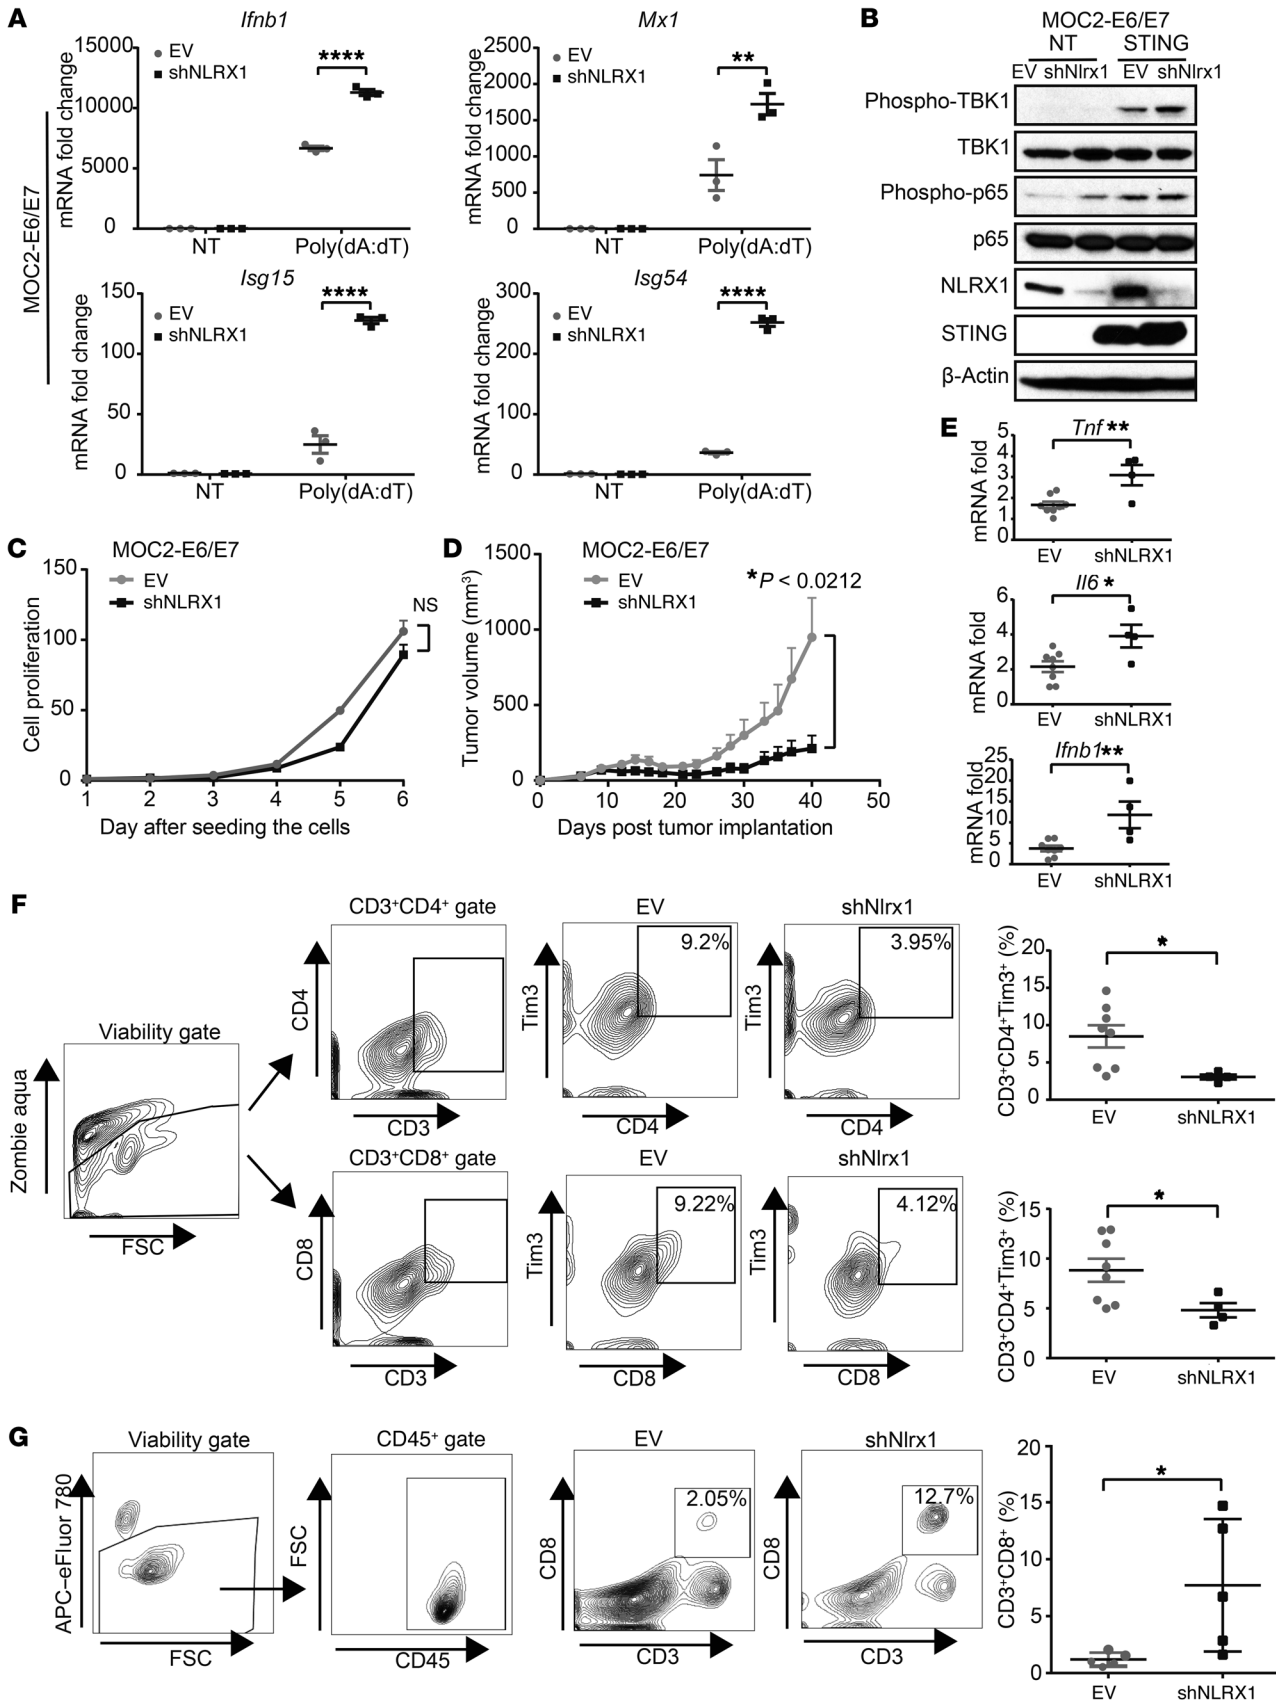 A
Ifnb1
MOC2-E6/E7
mRNA fold change
15000
10000
5000
0
EV
shNLRX1
****
NT
Poly(dA:dT)
Mx1
mRNA fold change
2500
2000
1500
1000
500
0
EV
shNLRX1
**
NT
Poly(dA:dT)
Isg15
mRNA fold change
150
100
50
0
EV
shNLRX1
****
NT
Poly(dA:dT)
Isg54
mRNA fold change
300
200
100
0
EV
shNLRX1
****
NT
Poly(dA:dT)
B
MOC2-E6/E7
NT STING
EV shNlrx1 EV shNlrx1
Phospho-TBK1
TBK1
Phospho-p65
p65
NLRX1
STING
β-Actin
C
MOC2-E6/E7
EV
shNLRX1
Cell proliferation
150
100
50
0
NS
1 2 3 4 5 6
Day after seeding the cells
D
MOC2-E6/E7
EV
shNLRX1
*P < 0.0212
Tumor volume (mm³)
1500
1000
500
0
0 10 20 30 40 50
Days post tumor implantation
E
Tnf **
mRNA fold
5
4
3
2
1
0
EV shNLRX1
Il6 *
mRNA fold
6
4
2
0
EV shNLRX1
Ifnb1**
mRNA fold
25
20
15
10
5
0
EV shNLRX1
F
Viability gate
Zombie aqua
FSC
CD3⁺CD4⁺ gate
CD4
CD3
EV
9.2%
Tim3
CD4
shNlrx1
3.95%
Tim3
CD4
CD3⁺CD4⁺Tim3⁺ (%)
20
15
10
5
0
*
EV shNLRX1
CD3⁺CD8⁺ gate
CD8
CD3
EV
9.22%
Tim3
CD8
shNlrx1
4.12%
Tim3
CD8
CD3⁺CD4⁺Tim3⁺ (%)
15
10
5
0
*
EV shNLRX1
G
Viability gate
APC–eFluor 780
FSC
CD45⁺ gate
FSC
CD45
EV
2.05%
CD8
CD3
shNlrx1
12.7%
CD8
CD3
CD3⁺CD8⁺ (%)
20
15
10
5
0
*
EV shNLRX1